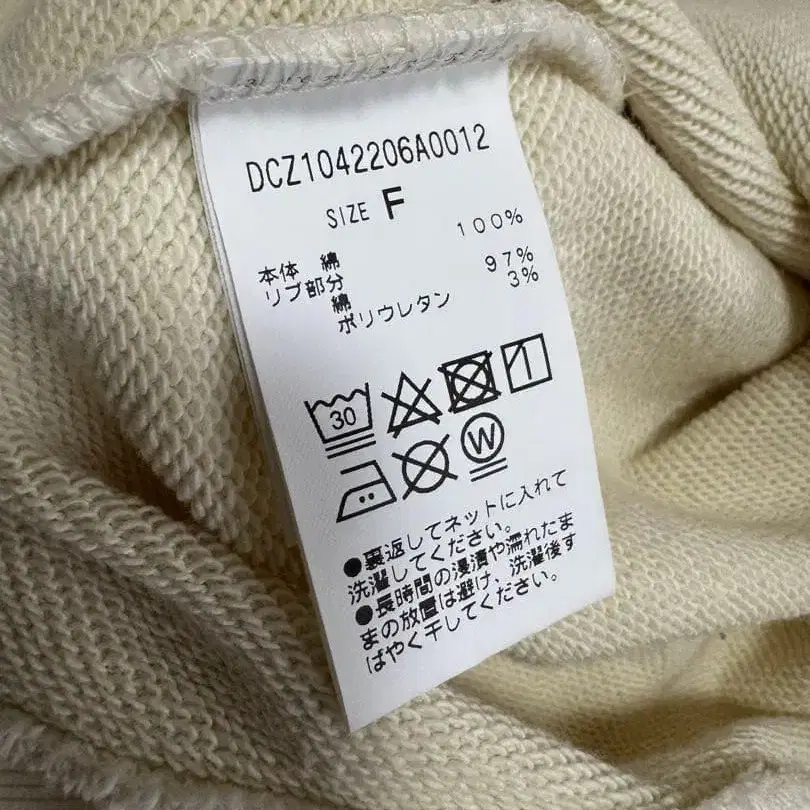 DCZ1042206A0012
SIZE F
本体 綿 100%
リブ部分
綿 97%
ポリウレタン 3%
30
W
●裏返してネットに入れて
洗濯してください。
●長時間の浸漬や濡れたま
まの放置は避け、洗濯後す
ばやく干してください。